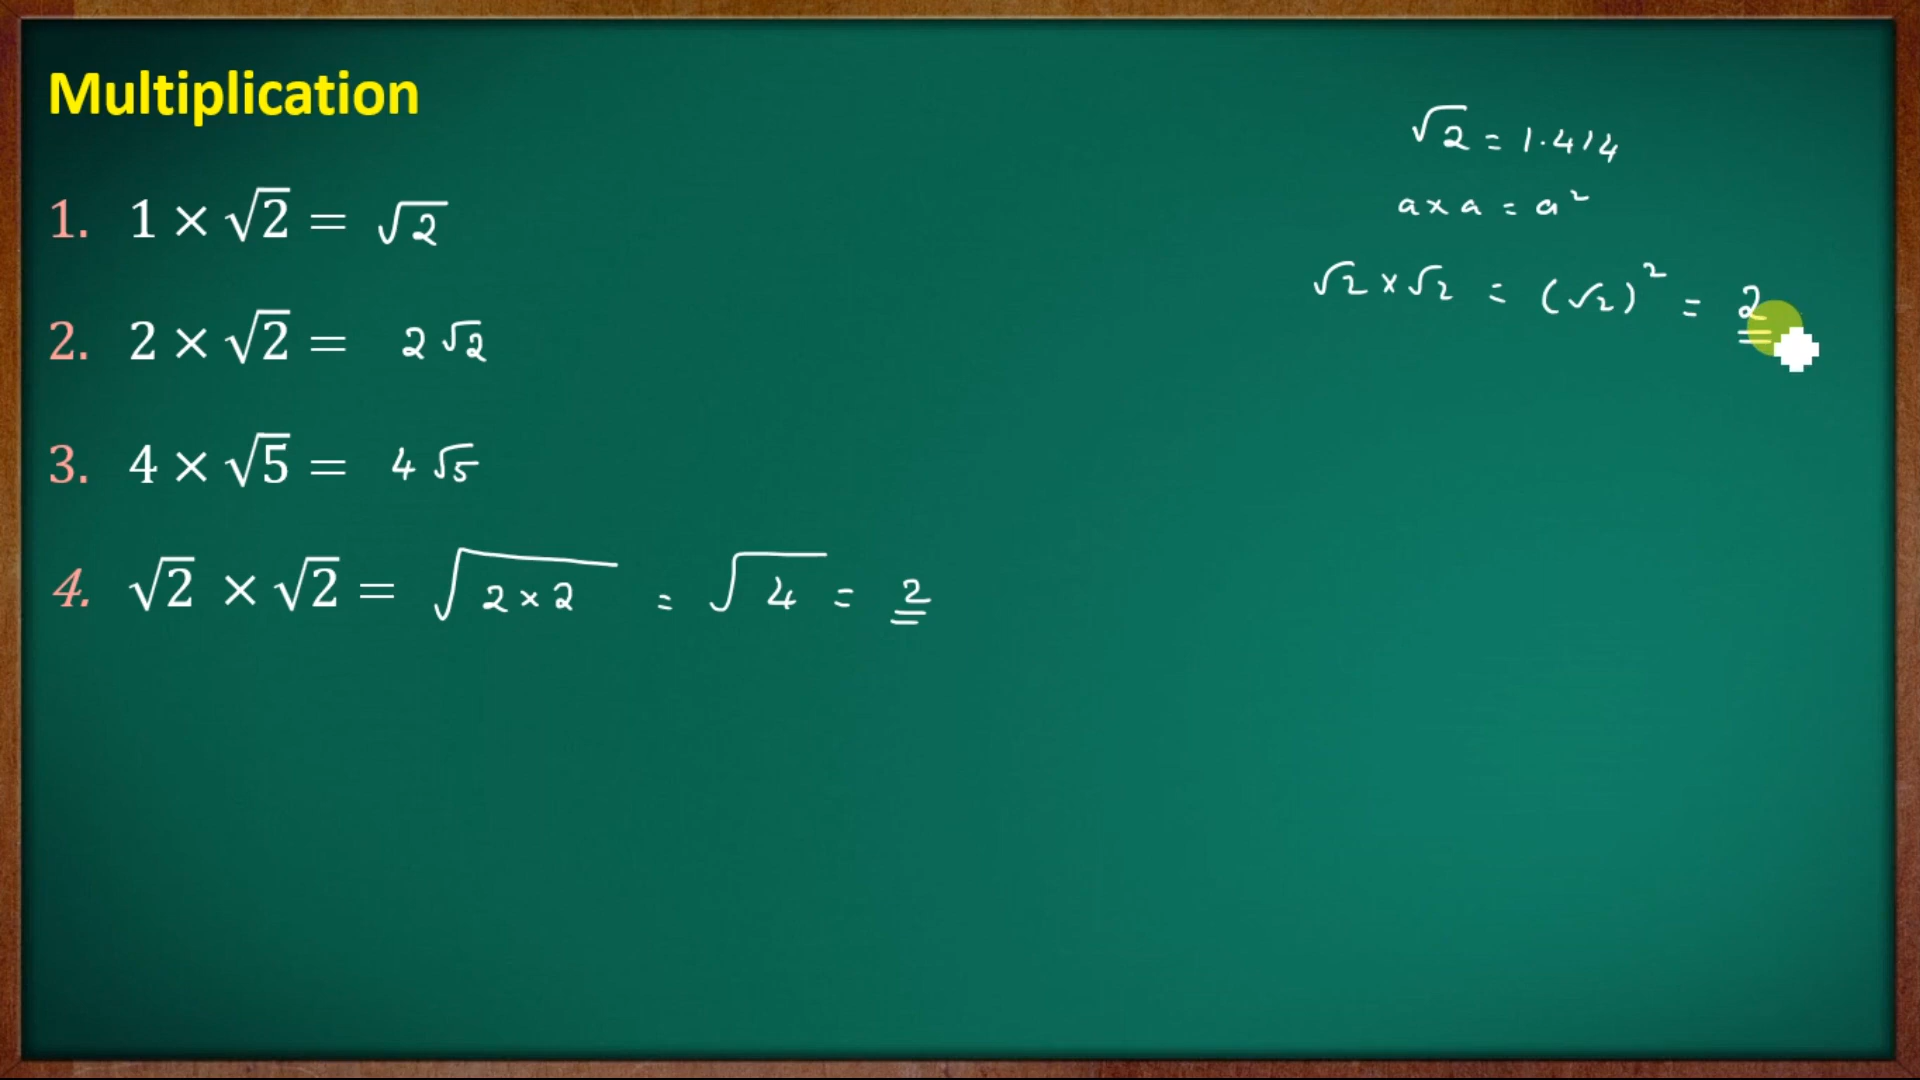 Multiplication
1. 1 × √2 = √2
2. 2 × √2 = 2√2
3. 4 × √5 = 4√5
4. √2 × √2 = √(2×2) = √4 = 2
√2 = 1.414
a×a = a²
√2 × √2 = (√2)² = 2